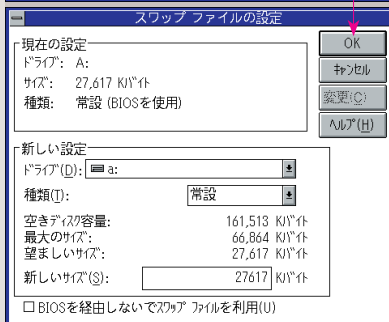 スワップ ファイルの設定
現在の設定
ﾄﾞﾗｲﾌﾞ: A:
ｻｲｽﾞ: 27,617 Kﾊﾞｲﾄ
種類: 常設 (BIOSを使用)
OK
ｷｬﾝｾﾙ
変更(C)
ﾍﾙﾌﾟ(H)
新しい設定
ﾄﾞﾗｲﾌﾞ(D): a:
種類(T): 常設
空きﾃﾞｨｽｸ容量: 161,513 Kﾊﾞｲﾄ
最大のｻｲｽﾞ: 66,864 Kﾊﾞｲﾄ
望ましいｻｲｽﾞ: 27,617 Kﾊﾞｲﾄ
新しいｻｲｽﾞ(S): 27617 Kﾊﾞｲﾄ
BIOSを経由しないでｽﾜｯﾌﾟ ﾌｧｲﾙを利用(U)